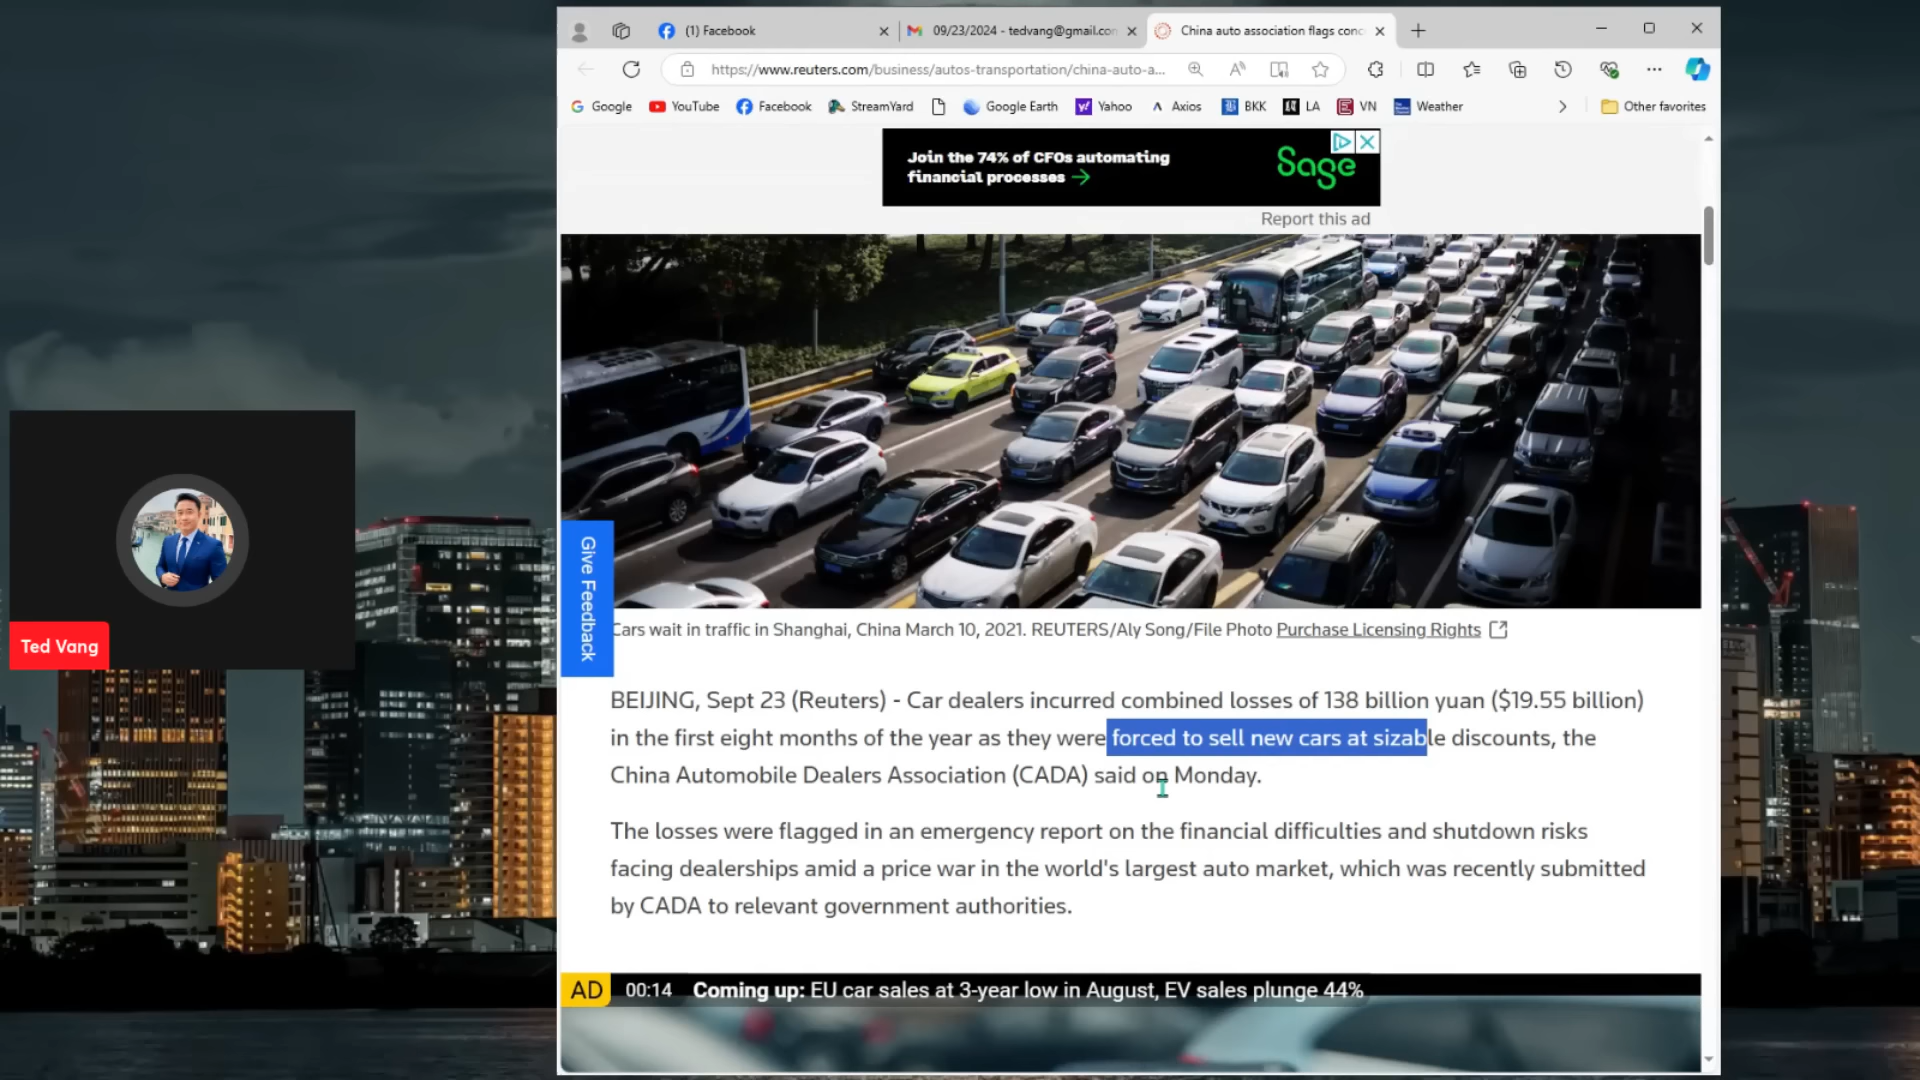 (1) Facebook
09/23/2024 - tedvang@gmail.con
China auto association flags conc
https://www.reuters.com/business/autos-transportation/china-auto-a...
Google YouTube Facebook StreamYard Google Earth Yahoo Axios BKK LA VN Weather Other favorites
Join the 74% of CFOs automating
financial processes →
Sage
Report this ad
Give Feedback
Ted Vang
Cars wait in traffic in Shanghai, China March 10, 2021. REUTERS/Aly Song/File Photo Purchase Licensing Rights
BEIJING, Sept 23 (Reuters) - Car dealers incurred combined losses of 138 billion yuan ($19.55 billion)
in the first eight months of the year as they were forced to sell new cars at sizable discounts, the
China Automobile Dealers Association (CADA) said on Monday.
The losses were flagged in an emergency report on the financial difficulties and shutdown risks
facing dealerships amid a price war in the world's largest auto market, which was recently submitted
by CADA to relevant government authorities.
AD 00:14 Coming up: EU car sales at 3-year low in August, EV sales plunge 44%